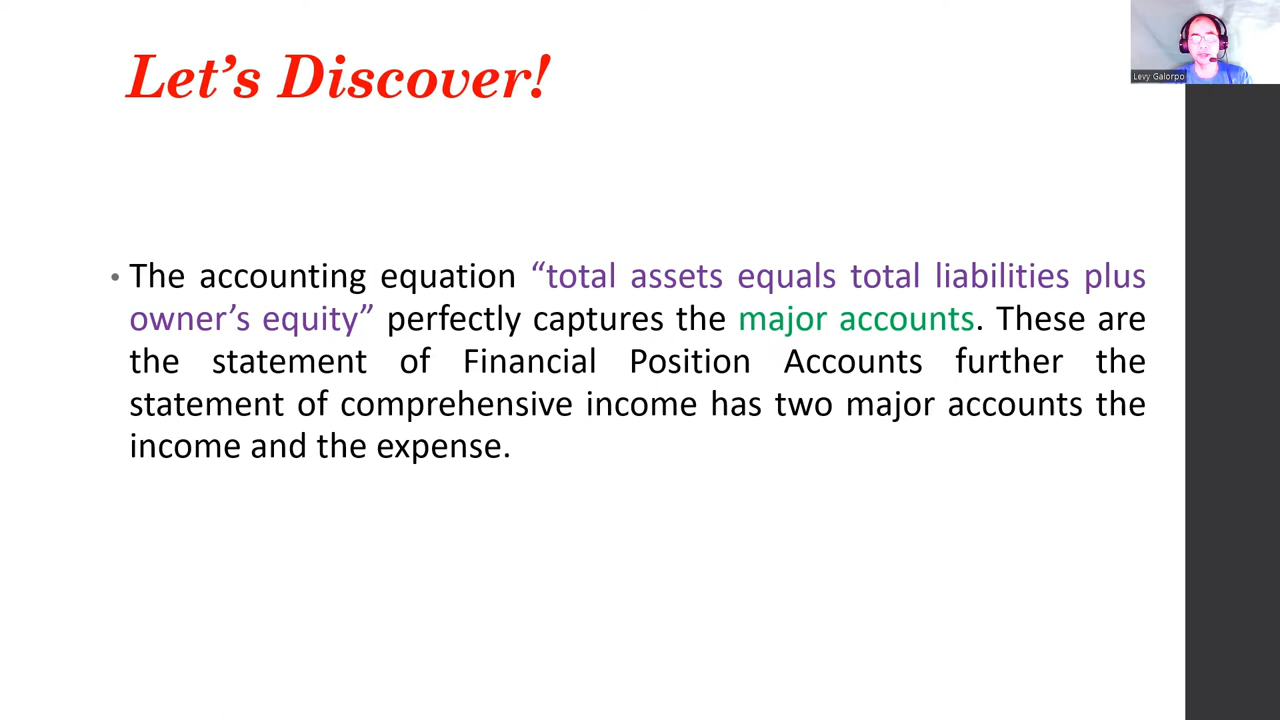 Let’s Discover!
Levy Galorpo
• The accounting equation “total assets equals total liabilities plus
owner’s equity” perfectly captures the major accounts. These are
the statement of Financial Position Accounts further the
statement of comprehensive income has two major accounts the
income and the expense.